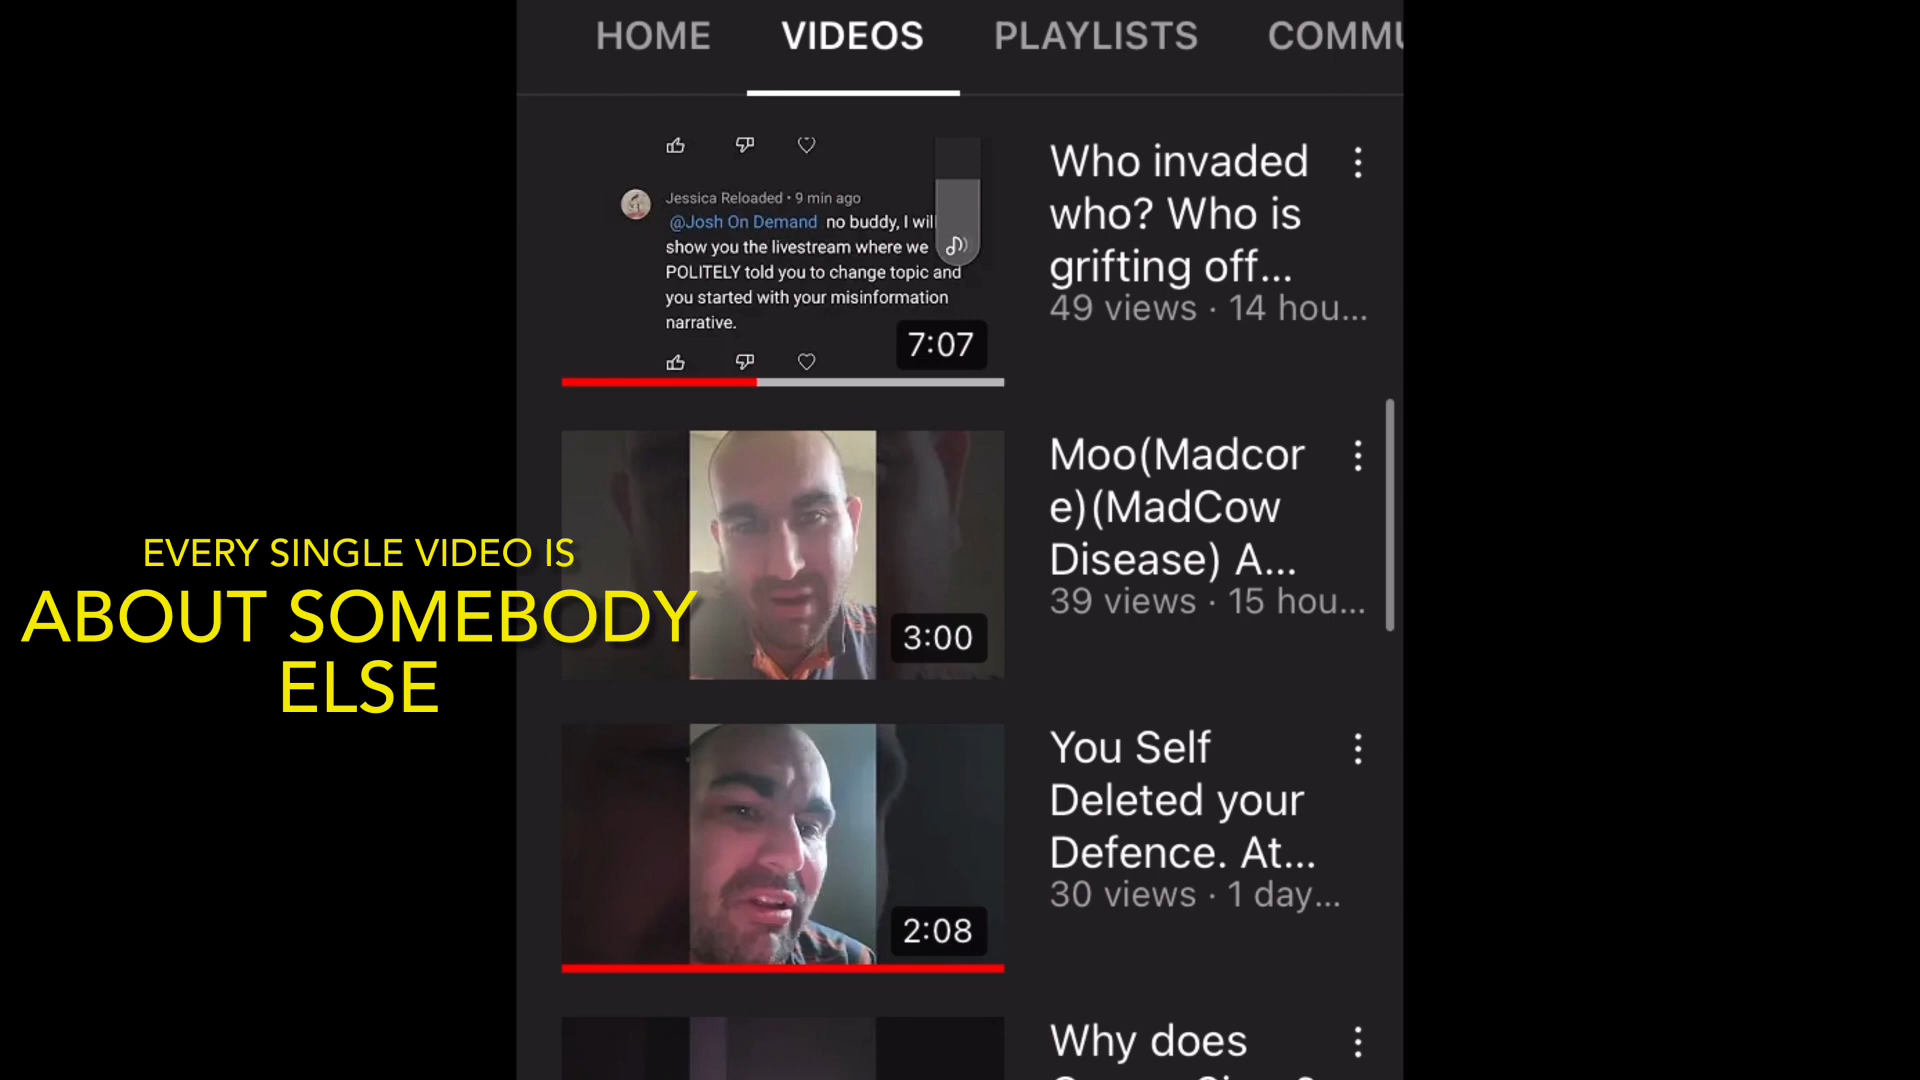 HOME VIDEOS PLAYLISTS COMMU
Jessica Reloaded • 9 min ago
@Josh On Demand no buddy, I will
show you the livestream where we
POLITELY told you to change topic and
you started with your misinformation
narrative.
7:07
Who invaded
who? Who is
grifting off...
49 views · 14 hou...
EVERY SINGLE VIDEO IS
ABOUT SOMEBODY
ELSE
3:00
Moo(Madcor
e)(MadCow
Disease) A...
39 views · 15 hou...
2:08
You Self
Deleted your
Defence. At...
30 views · 1 day...
Why does